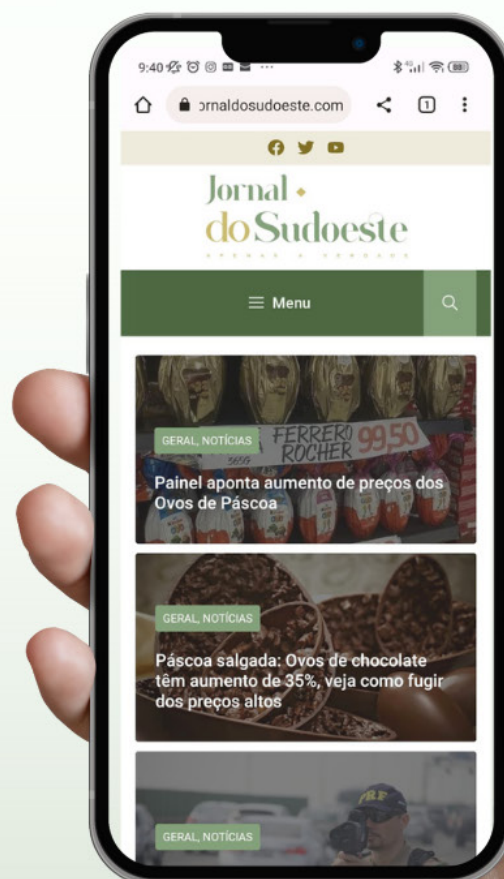 9:40
ornaldosudoeste.com
1
Jornal
do Sudoeste
APENAS A VERDADE
Menu
GERAL, NOTÍCIAS
FERRERO
ROCHER 99,50
Painel aponta aumento de preços dos
Ovos de Páscoa
GERAL, NOTÍCIAS
Páscoa salgada: Ovos de chocolate
têm aumento de 35%, veja como fugir
dos preços altos
PRF
GERAL, NOTÍCIAS